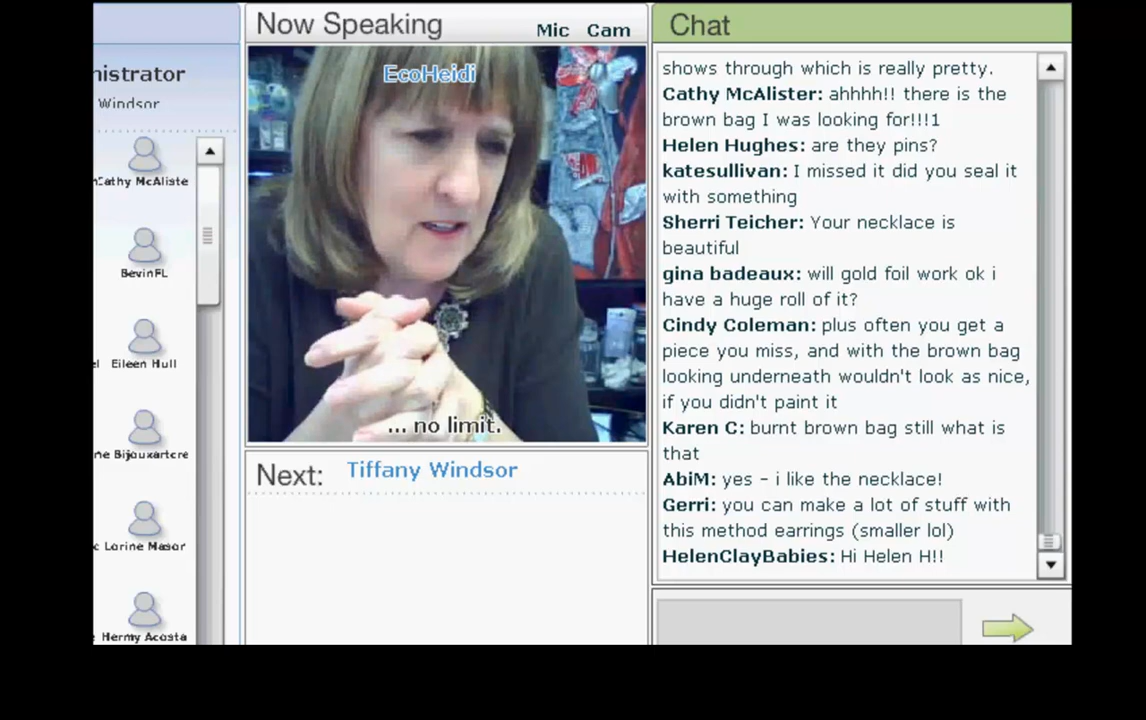 nistrator
Windsor
Cathy McAliste
BevinFL
Eileen Hull
ne Bijouxartcre
Lorine Mason
Hermy Acosta
Now Speaking
Mic Cam
EcoHeidi
... no limit.
Next: Tiffany Windsor
Chat
shows through which is really pretty.
Cathy McAlister: ahhhh!! there is the
brown bag I was looking for!!!1
Helen Hughes: are they pins?
katesullivan: I missed it did you seal it
with something
Sherri Teicher: Your necklace is
beautiful
gina badeaux: will gold foil work ok i
have a huge roll of it?
Cindy Coleman: plus often you get a
piece you miss, and with the brown bag
looking underneath wouldn't look as nice,
if you didn't paint it
Karen C: burnt brown bag still what is
that
AbiM: yes - i like the necklace!
Gerri: you can make a lot of stuff with
this method earrings (smaller lol)
HelenClayBabies: Hi Helen H!!